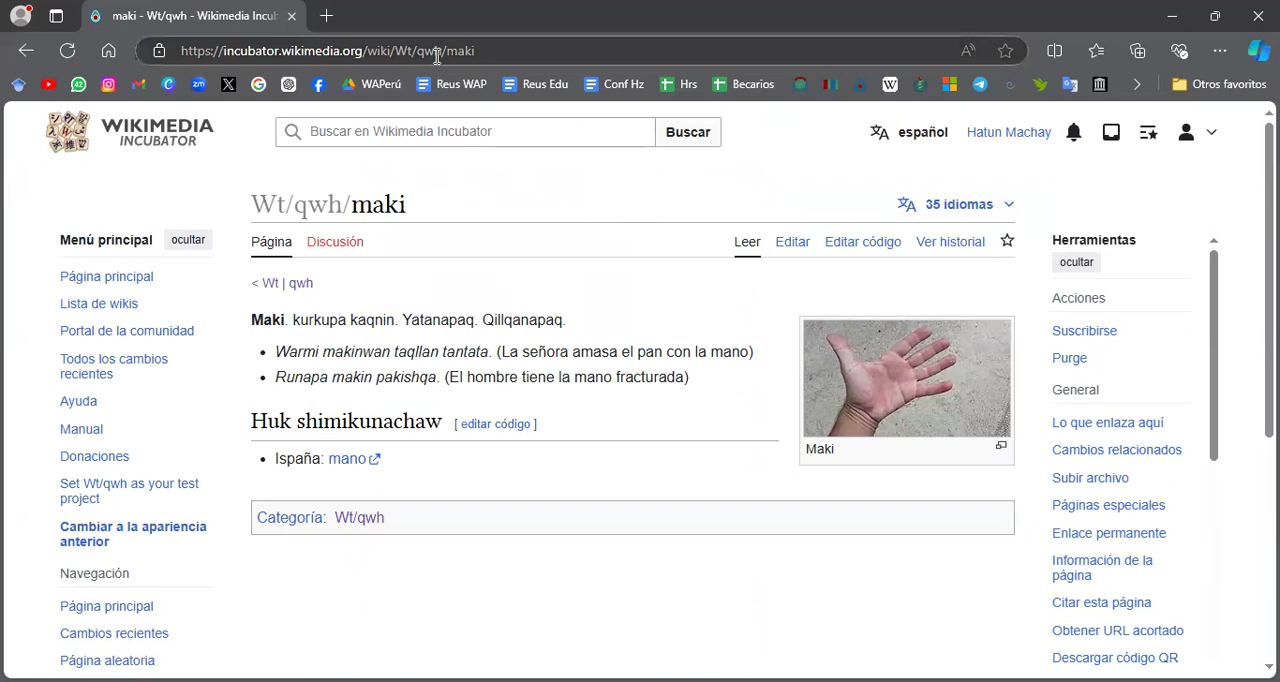 maki - Wt/qwh - Wikimedia Incub
https://incubator.wikimedia.org/wiki/Wt/qwh/maki
WAPerú
Reus WAP
Reus Edu
Conf Hz
Hrs
Becarios
Otros favoritos
WIKIMEDIA
INCUBATOR
Buscar en Wikimedia Incubator
Buscar
español
Hatun Machay
Wt/qwh/maki
35 idiomas
Página
Discusión
Leer
Editar
Editar código
Ver historial
< Wt | qwh
Maki. kurkupa kaqnin. Yatanapaq. Qillqanapaq.
Warmi makinwan taqllan tantata. (La señora amasa el pan con la mano)
Runapa makin pakishqa. (El hombre tiene la mano fracturada)
Maki
Huk shimikunachaw [ editar código ]
Ispaña: mano
Categoría: Wt/qwh
Menú principal
ocultar
Página principal
Lista de wikis
Portal de la comunidad
Todos los cambios
recientes
Ayuda
Manual
Donaciones
Set Wt/qwh as your test
project
Cambiar a la apariencia
anterior
Navegación
Página principal
Cambios recientes
Página aleatoria
Herramientas
ocultar
Acciones
Suscribirse
Purge
General
Lo que enlaza aquí
Cambios relacionados
Subir archivo
Páginas especiales
Enlace permanente
Información de la
página
Citar esta página
Obtener URL acortado
Descargar código QR